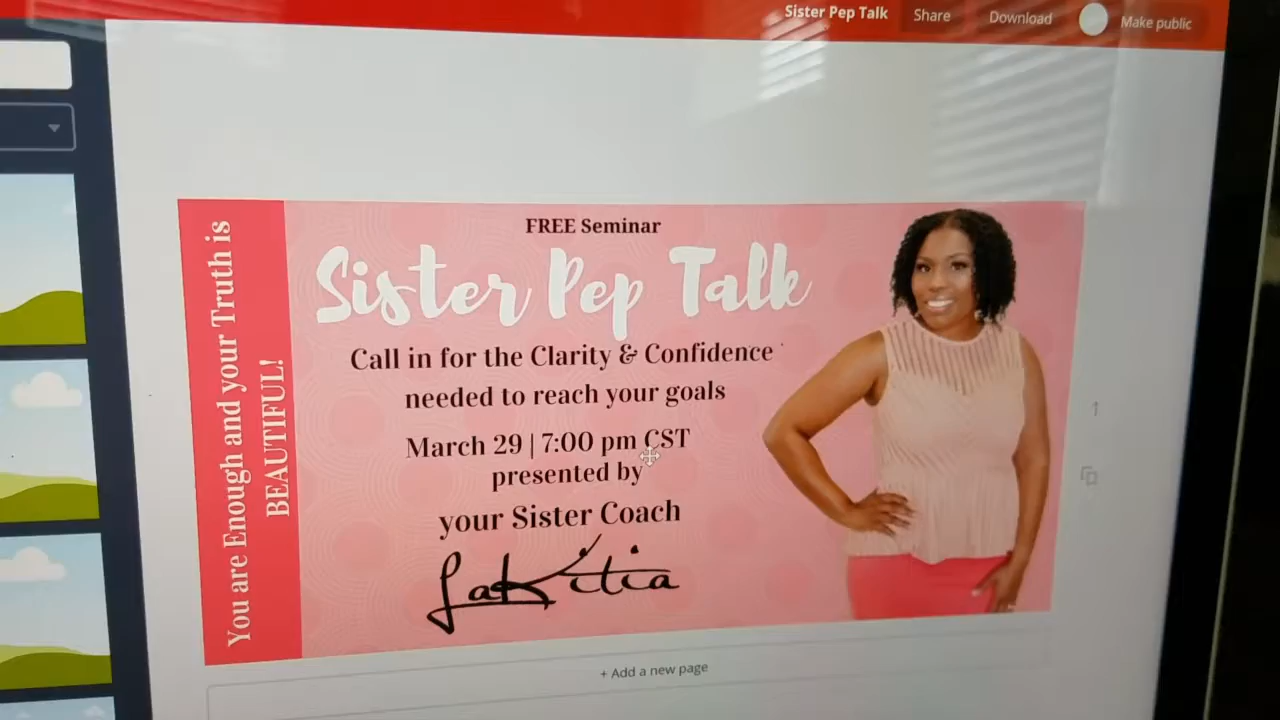 Sister Pep Talk Share Download Make public
FREE Seminar
Sister Pep Talk
Call in for the Clarity & Confidence
needed to reach your goals
March 29 | 7:00 pm CST
presented by
your Sister Coach
LaKitia
You are Enough and your Truth is
BEAUTIFUL!
+ Add a new page